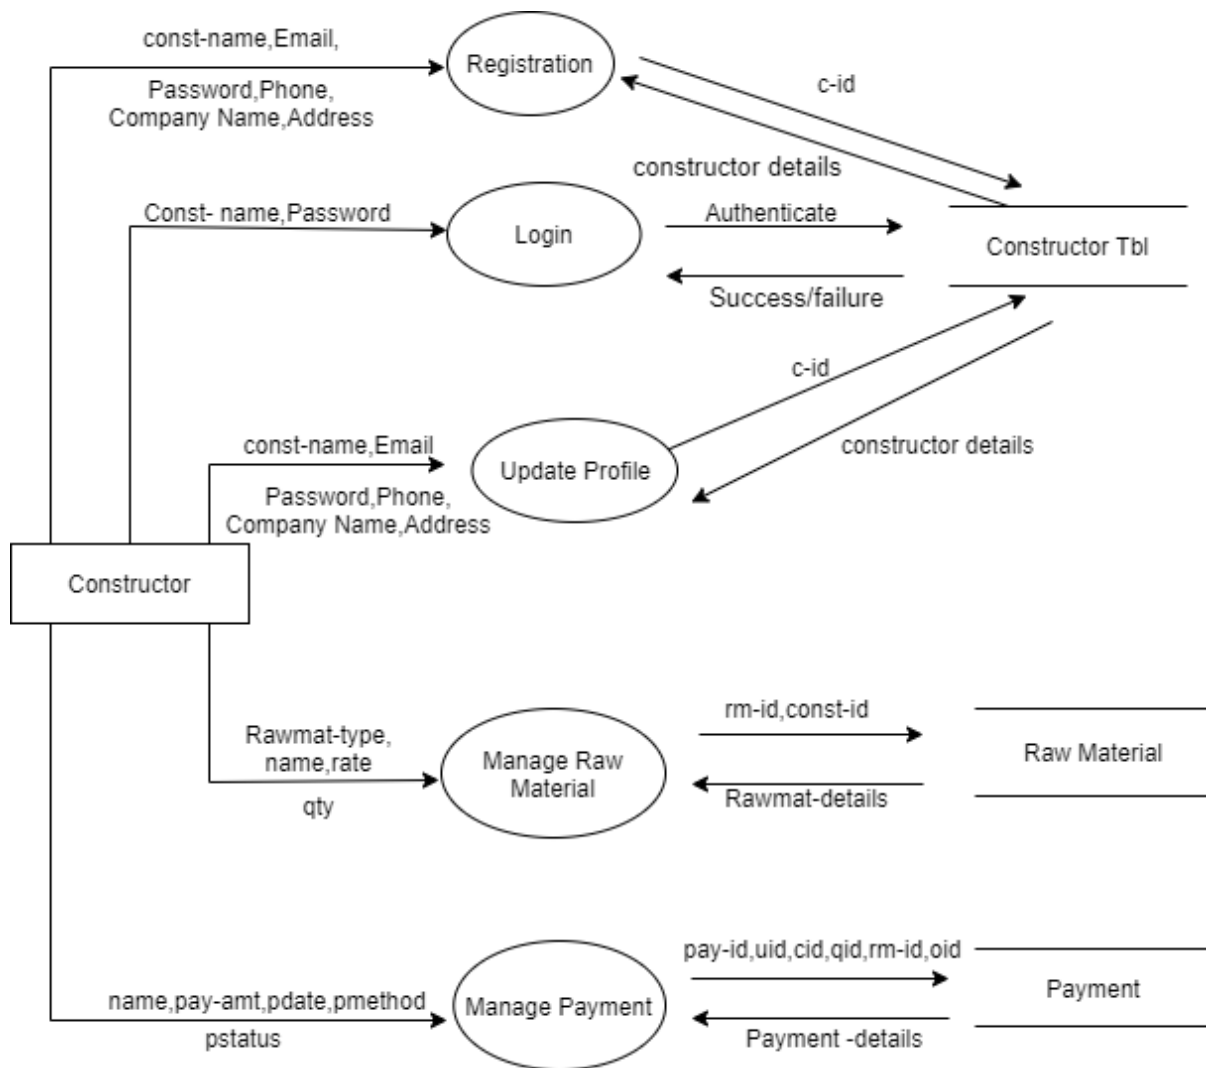 const-name,Email,
Registration
Password,Phone,
Company Name,Address
c-id
constructor details
Const- name,Password
Login
Authenticate
Constructor Tbl
Success/failure
c-id
const-name,Email
Update Profile
constructor details
Password,Phone,
Company Name,Address
Constructor
Rawmat-type,
name,rate
qty
Manage Raw
Material
rm-id,const-id
Raw Material
Rawmat-details
pay-id,uid,cid,qid,rm-id,oid
name,pay-amt,pdate,pmethod
pstatus
Manage Payment
Payment
Payment -details